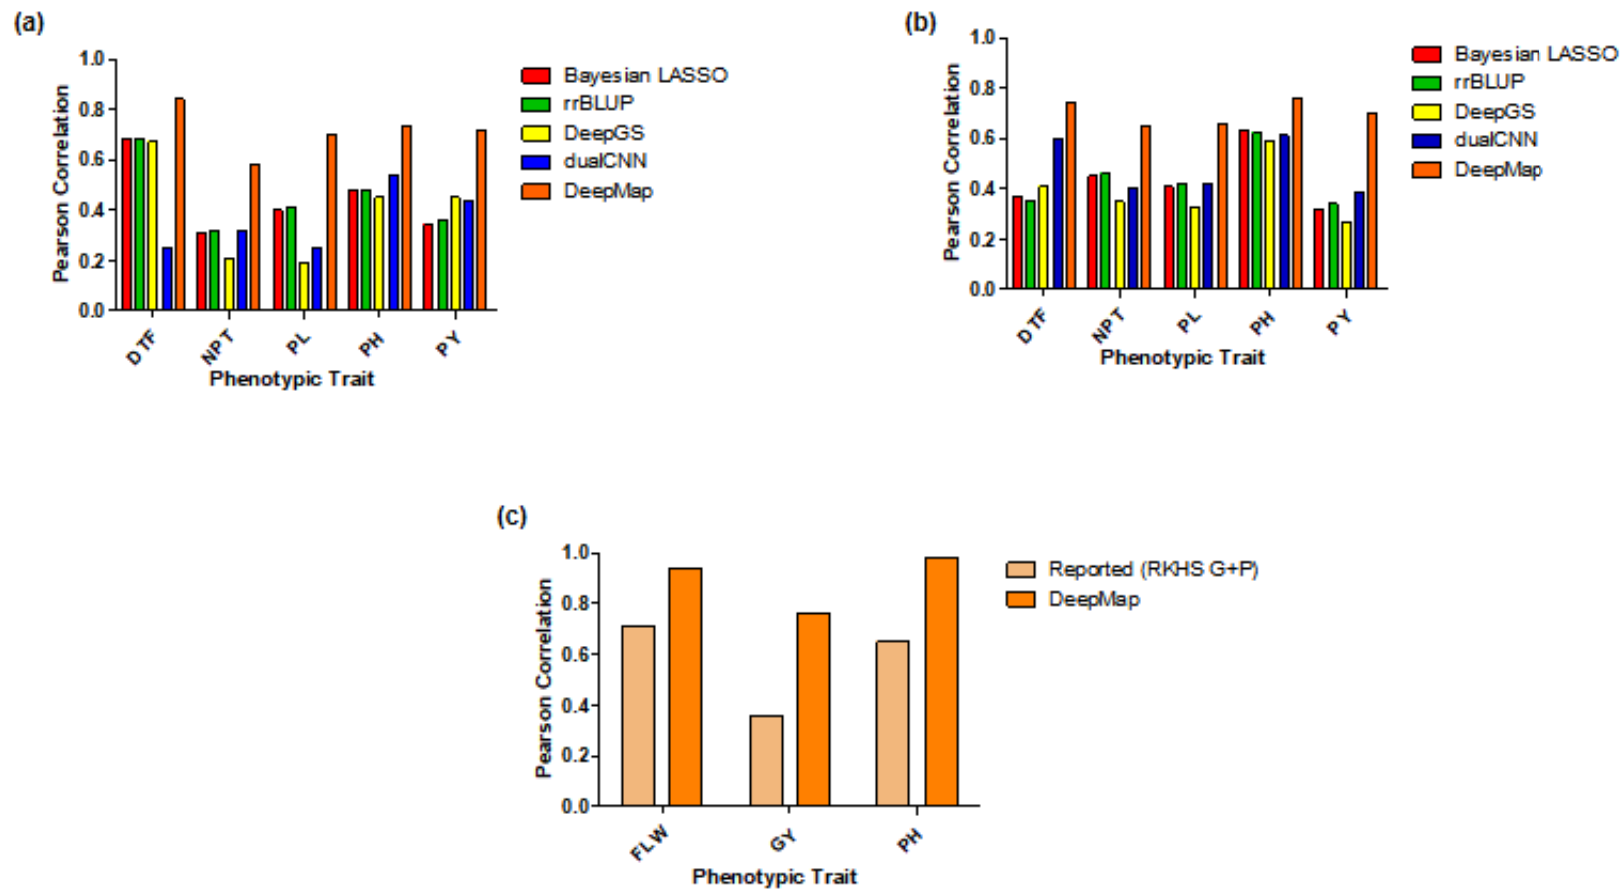 (a)
1.0
0.8
0.6
0.4
0.2
0.0
Pearson Correlation
DTF
NPT
PL
PH
PY
Phenotypic Trait
Bayesian LASSO
rrBLUP
DeepGS
dualCNN
DeepMap
(b)
1.0
0.8
0.6
0.4
0.2
0.0
Pearson Correlation
DTF
NPT
PL
PH
PY
Phenotypic Trait
Bayesian LASSO
rrBLUP
DeepGS
dualCNN
DeepMap
(c)
1.0
0.8
0.6
0.4
0.2
0.0
Pearson Correlation
FLW
GY
PH
Phenotypic Trait
Reported (RKHS G+P)
DeepMap